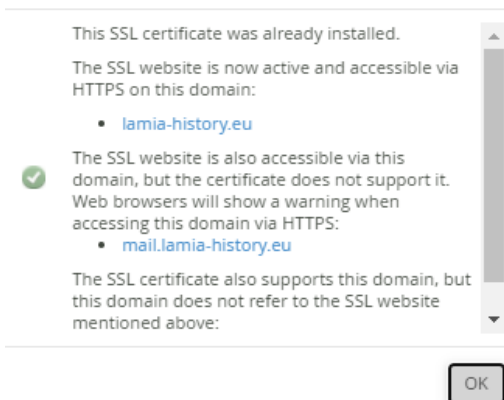 This SSL certificate was already installed.
The SSL website is now active and accessible via
HTTPS on this domain:
• lamia-history.eu
The SSL website is also accessible via this
domain, but the certificate does not support it.
Web browsers will show a warning when
accessing this domain via HTTPS:
• mail.lamia-history.eu
The SSL certificate also supports this domain, but
this domain does not refer to the SSL website
mentioned above:
OK